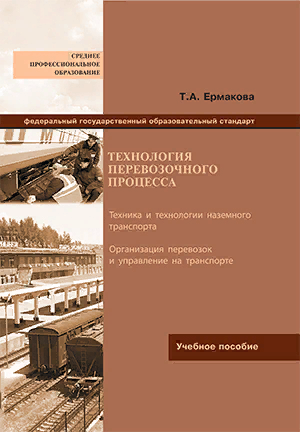 СРЕДНЕЕ
ПРОФЕССИОНАЛЬНОЕ
ОБРАЗОВАНИЕ
Т.А. Ермакова
федеральный государственный образовательный стандарт
ТЕХНОЛОГИЯ
ПЕРЕВОЗОЧНОГО
ПРОЦЕССА
Техника и технологии наземного
транспорта
Организация перевозок
и управление на транспорте
Учебное пособие